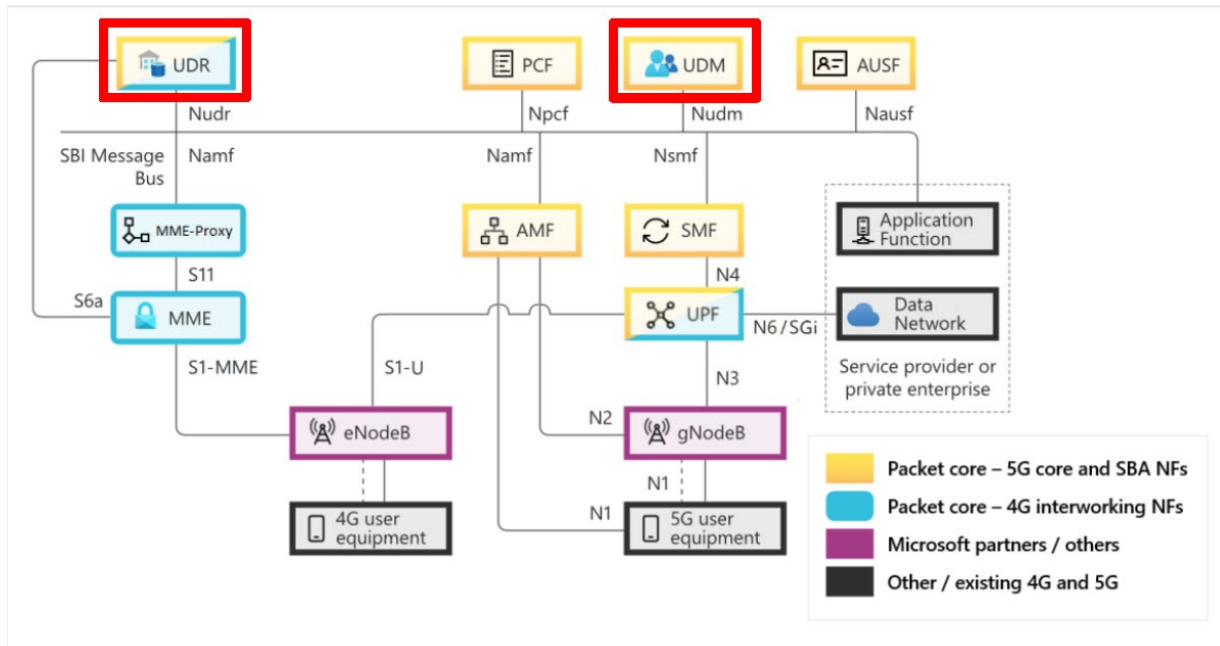 UDR
PCF
UDM
AUSF
Nudr
Npcf
Nudm
Nausf
SBI Message
Bus
Namf
Namf
Nsmf
MME-Proxy
AMF
SMF
Application
Function
S11
N4
S6a
MME
UPF
N6/SGi
Data
Network
S1-MME
S1-U
N3
Service provider or
private enterprise
N2
eNodeB
gNodeB
N1
N1
4G user
equipment
5G user
equipment
Packet core – 5G core and SBA NFs
Packet core – 4G interworking NFs
Microsoft partners / others
Other / existing 4G and 5G